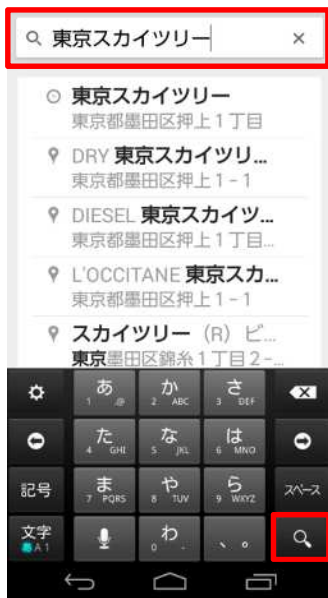 東京スカイツリー
東京スカイツリー
東京都墨田区押上1丁目
DRY 東京スカイツリ...
東京都墨田区押上1-1
DIESEL 東京スカイツ...
東京都墨田区押上1丁目...
L'OCCITANE 東京スカ...
東京都墨田区押上1-1
スカイツリー (R) ビ...
東京墨田区錦糸1丁目2-...
あ 1 .@ か 2 ABC さ 3 DEF
た 4 GHI な 5 JKL は 6 MNO
記号 ま 7 PQRS や 8 TUV ら 9 WXYZ スペース
文字 あA1 わ 0 - 、。